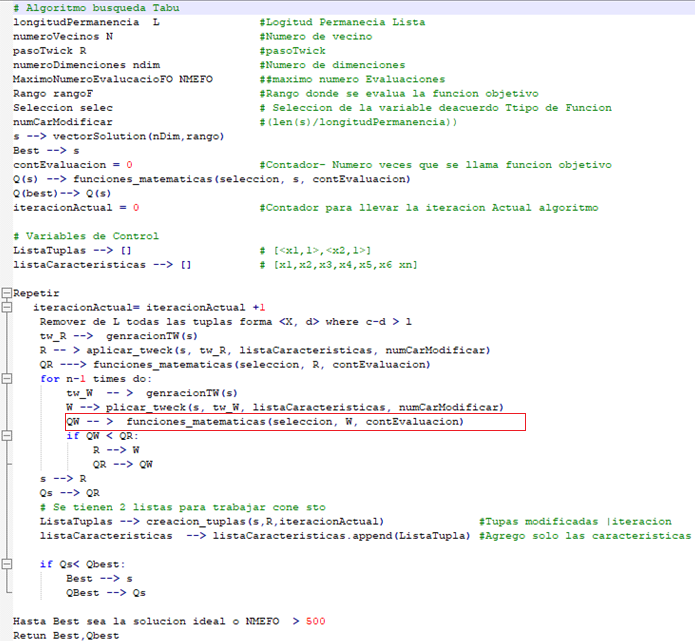 # Algoritmo busqueda Tabu
longitudPermanencia L #Logitud Permanecia Lista
numeroVecinos N #Numero de vecino
pasoTwick R #pasoTwick
numeroDimenciones ndim #Numero de dimenciones
MaximoNumeroEvalucacioFO NMEFO ##maximo numero Evaluaciones
Rango rangoF #Rango donde se evalua la funcion objetivo
Seleccion selec # Seleccion de la variable deacuerdo Ttipo de Funcion
numCarModificar #(len(s)/longitudPermanencia))
s --> vectorSolution(nDim,rango)
Best --> s
contEvaluacion = 0 #Contador- Numero veces que se llama funcion objetivo
Q(s) --> funciones_matematicas(seleccion, s, contEvaluacion)
Q(best)--> Q(s)
iteracionActual = 0 #Contador para llevar la iteracion Actual algoritmo
# Variables de Control
ListaTuplas --> [] # [<x1,1>,<x2,1>]
listaCaracteristicas --> [] # [x1,x2,x3,x4,x5,x6 xn]
Repetir
iteracionActual= iteracionActual +1
Remover de L todas las tuplas forma <X, d> where c-d > l
tw_R --> genracionTW(s)
R -- > aplicar_tweck(s, tw_R, listaCaracteristicas, numCarModificar)
QR ---> funciones_matematicas(seleccion, R, contEvaluacion)
for n-1 times do:
tw_W -- > genracionTW(s)
W --> plicar_tweck(s, tw_W, listaCaracteristicas, numCarModificar)
QW -- > funciones_matematicas(seleccion, W, contEvaluacion)
if QW < QR:
R --> W
QR --> QW
s --> R
Qs --> QR
# Se tienen 2 listas para trabajar cone sto
ListaTuplas --> creacion_tuplas(s,R,iteracionActual) #Tupas modificadas |iteracion
listaCaracteristicas --> listaCaracteristicas.append(ListaTupla) #Agrego solo las caracteristicas
if Qs< Qbest:
Best --> s
QBest --> Qs
Hasta Best sea la solucion ideal o NMEFO > 500
Retun Best,Qbest